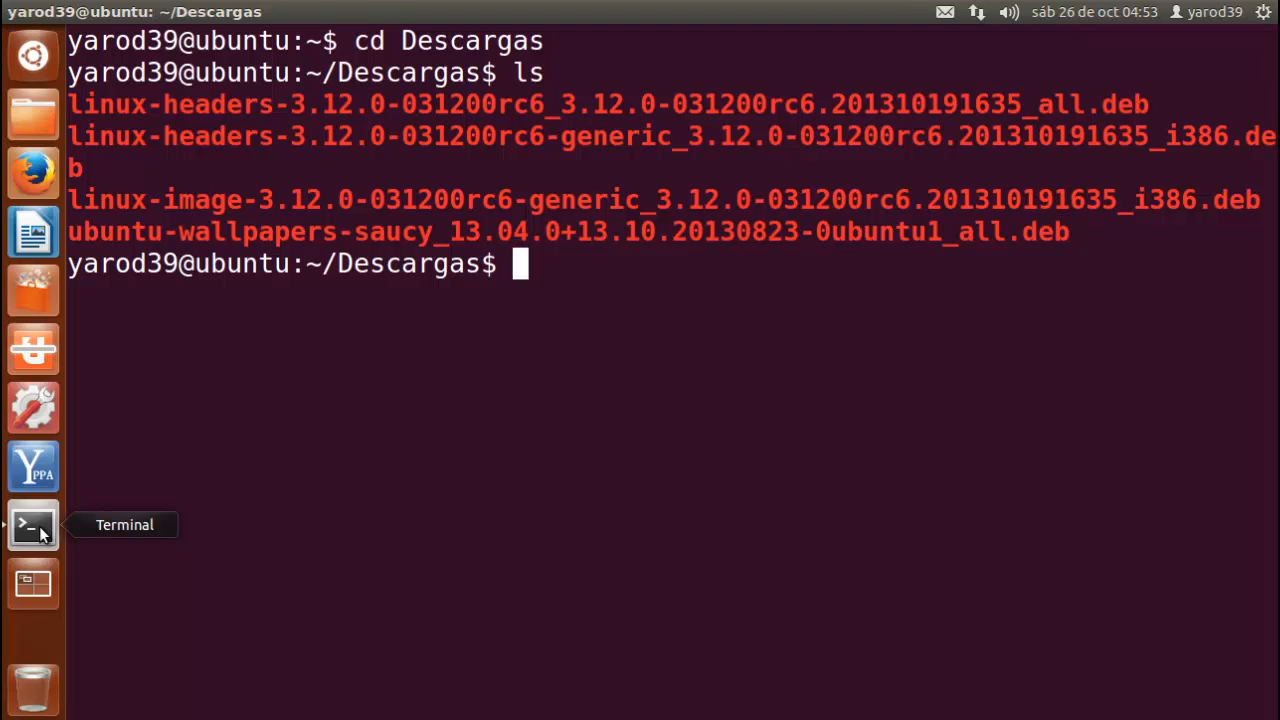 yarod39@ubuntu: ~/Descargas
sáb 26 de oct 04:53
yarod39
yarod39@ubuntu:~$ cd Descargas
yarod39@ubuntu:~/Descargas$ ls
linux-headers-3.12.0-031200rc6_3.12.0-031200rc6.201310191635_all.deb
linux-headers-3.12.0-031200rc6-generic_3.12.0-031200rc6.201310191635_i386.de
b
linux-image-3.12.0-031200rc6-generic_3.12.0-031200rc6.201310191635_i386.deb
ubuntu-wallpapers-saucy_13.04.0+13.10.20130823-0ubuntu1_all.deb
yarod39@ubuntu:~/Descargas$
Y PPA
>_
Terminal